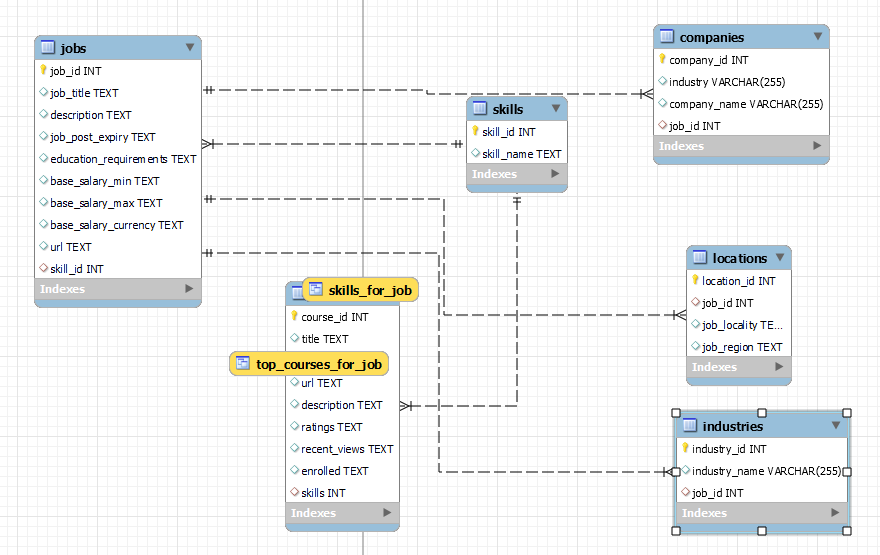 jobs
job_id INT
job_title TEXT
description TEXT
job_post_expiry TEXT
education_requirements TEXT
base_salary_min TEXT
base_salary_max TEXT
base_salary_currency TEXT
url TEXT
skill_id INT
Indexes
skills
skill_id INT
skill_name TEXT
Indexes
companies
company_id INT
industry VARCHAR(255)
company_name VARCHAR(255)
job_id INT
Indexes
locations
location_id INT
job_id INT
job_locality TE...
job_region TEXT
Indexes
skills_for_job
course_id INT
title TEXT
top_courses_for_job
url TEXT
description TEXT
ratings TEXT
recent_views TEXT
enrolled TEXT
skills INT
Indexes
industries
industry_id INT
industry_name VARCHAR(255)
job_id INT
Indexes